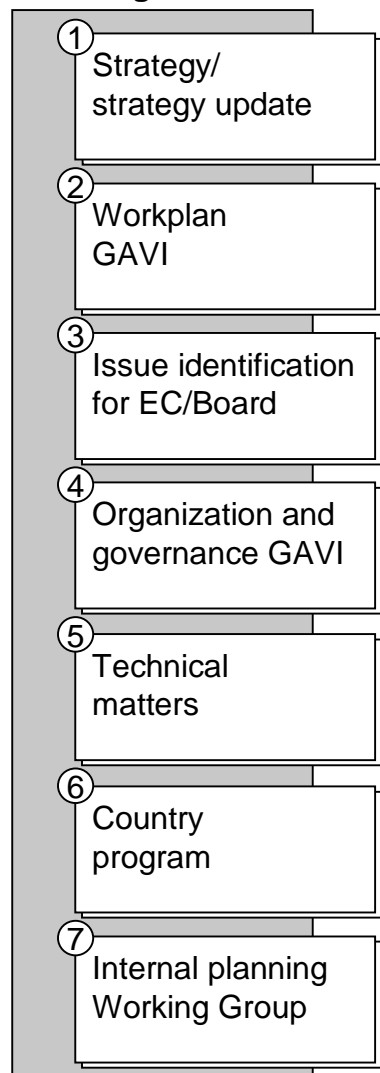 1
Strategy/
strategy update
2
Workplan
GAVI
3
Issue identification
for EC/Board
4
Organization and
governance GAVI
5
Technical
matters
6
Country
program
7
Internal planning
Working Group